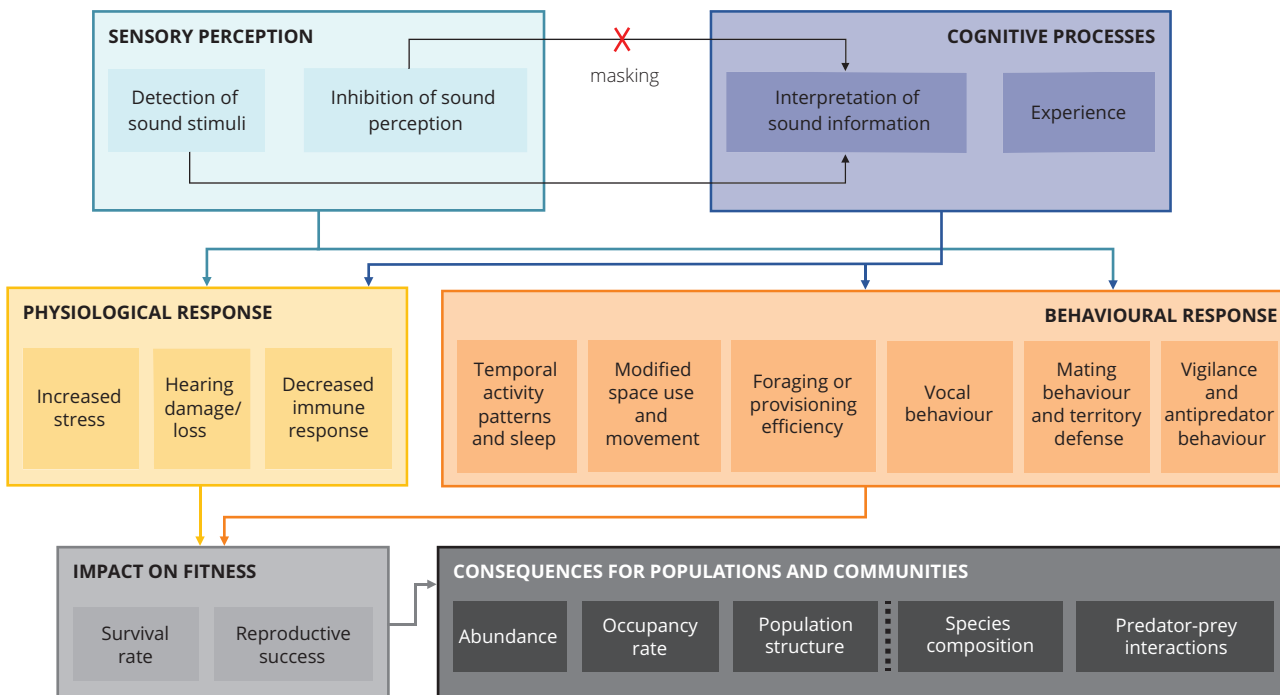 SENSORY PERCEPTION
Detection of
sound stimuli
Inhibition of sound
perception
masking
COGNITIVE PROCESSES
Interpretation of
sound information
Experience
PHYSIOLOGICAL RESPONSE
Increased
stress
Hearing
damage/
loss
Decreased
immune
response
BEHAVIOURAL RESPONSE
Temporal
activity
patterns
and sleep
Modified
space use
and
movement
Foraging or
provisioning
efficiency
Vocal
behaviour
Mating
behaviour
and territory
defense
Vigilance
and
antipredator
behaviour
IMPACT ON FITNESS
Survival
rate
Reproductive
success
CONSEQUENCES FOR POPULATIONS AND COMMUNITIES
Abundance
Occupancy
rate
Population
structure
Species
composition
Predator-prey
interactions